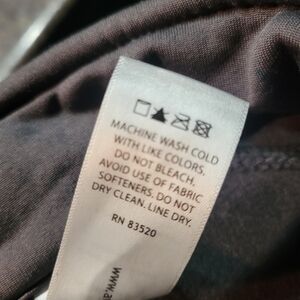 MACHINE WASH COLD
WITH LIKE COLORS.
DO NOT BLEACH.
AVOID USE OF FABRIC
SOFTENERS. DO NOT
DRY CLEAN. LINE DRY.
RN 83520